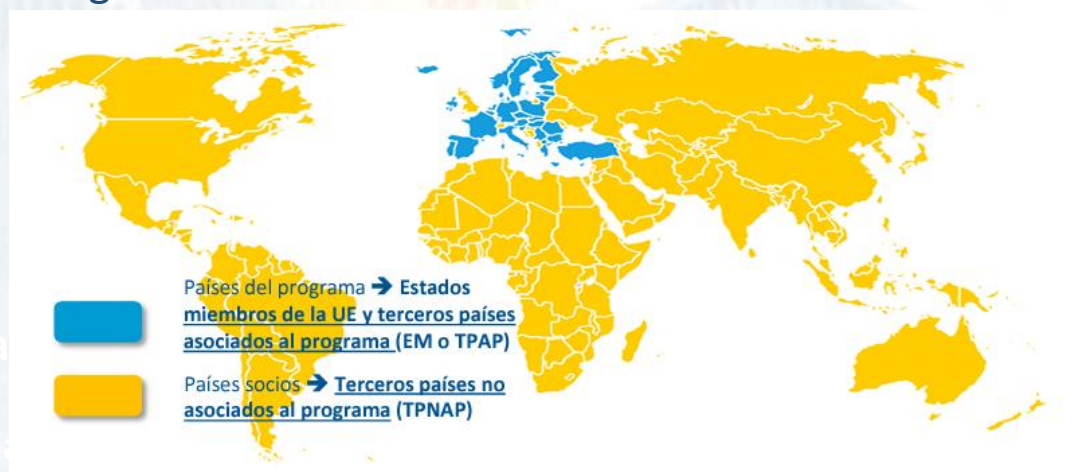 Países del programa ➔ Estados
miembros de la UE y terceros países
asociados al programa (EM o TPAP)
Países socios ➔ Terceros países no
asociados al programa (TPNAP)